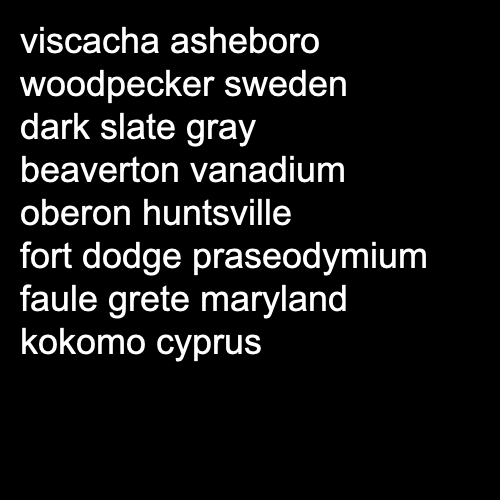 viscacha asheboro
woodpecker sweden
dark slate gray
beaverton vanadium
oberon huntsville
fort dodge praseodymium
faule grete maryland
kokomo cyprus